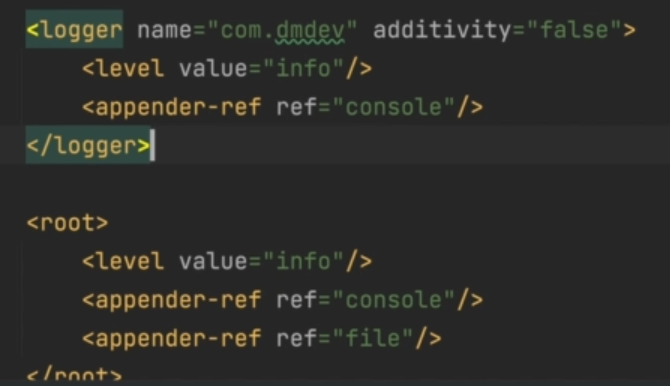 <logger name="com.dmdev" additivity="false">
<level value="info"/>
<appender-ref ref="console"/>
</logger>
<root>
<level value="info"/>
<appender-ref ref="console"/>
<appender-ref ref="file"/>
</root>